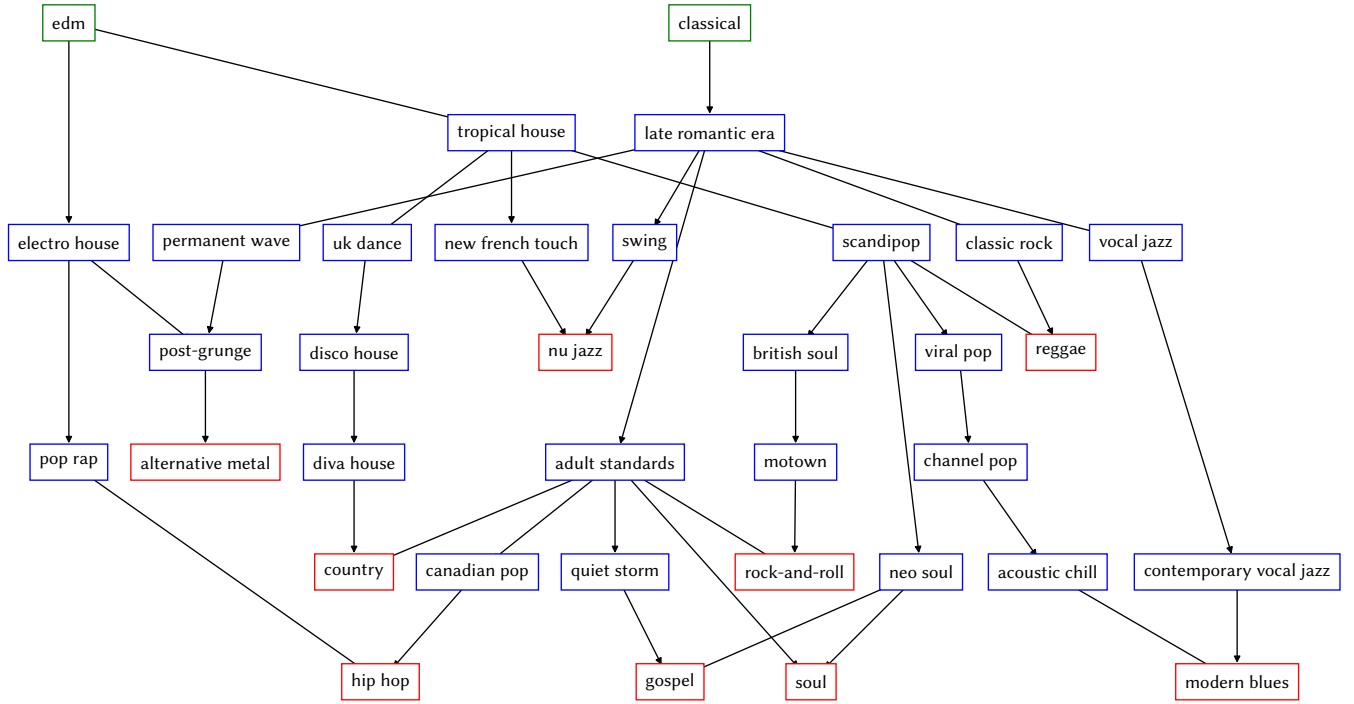 edm
classical
tropical house
late romantic era
electro house
permanent wave
uk dance
new french touch
swing
scandipop
classic rock
vocal jazz
post-grunge
disco house
nu jazz
british soul
viral pop
reggae
pop rap
alternative metal
diva house
adult standards
motown
channel pop
country
canadian pop
quiet storm
rock-and-roll
neo soul
acoustic chill
contemporary vocal jazz
hip hop
gospel
soul
modern blues